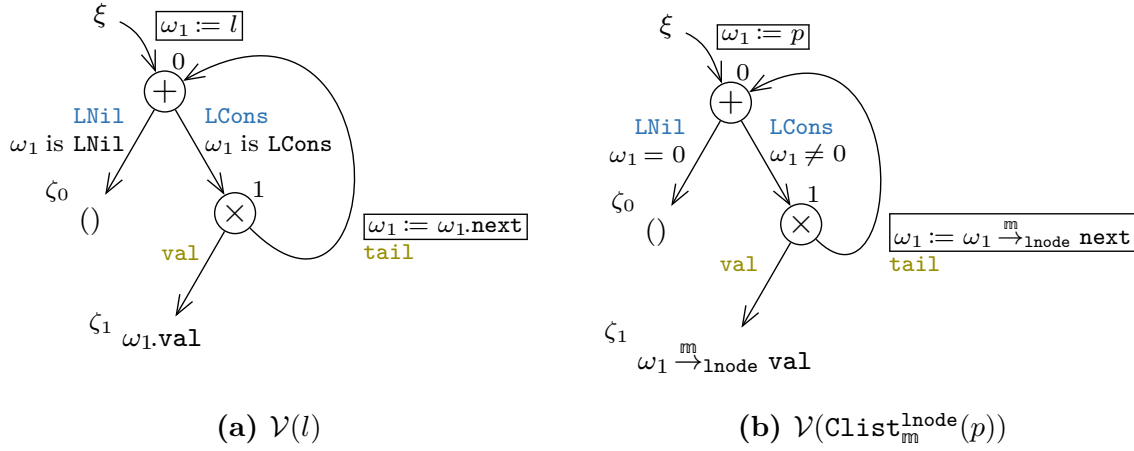 ξ
ω₁ := l
0
+
LNil
ω₁ is LNil
LCons
ω₁ is LCons
ζ₀
()
1
×
ω₁ := ω₁.next
tail
val
ζ₁ ω₁.val
(a) 𝒱(l)
ξ
ω₁ := p
0
+
LNil
ω₁ = 0
LCons
ω₁ ≠ 0
ζ₀
()
1
×
ω₁ := ω₁ →ᵐ_lnode next
tail
val
ζ₁
ω₁ →ᵐ_lnode val
(b) 𝒱(Clist_𝕞^lnode(p))